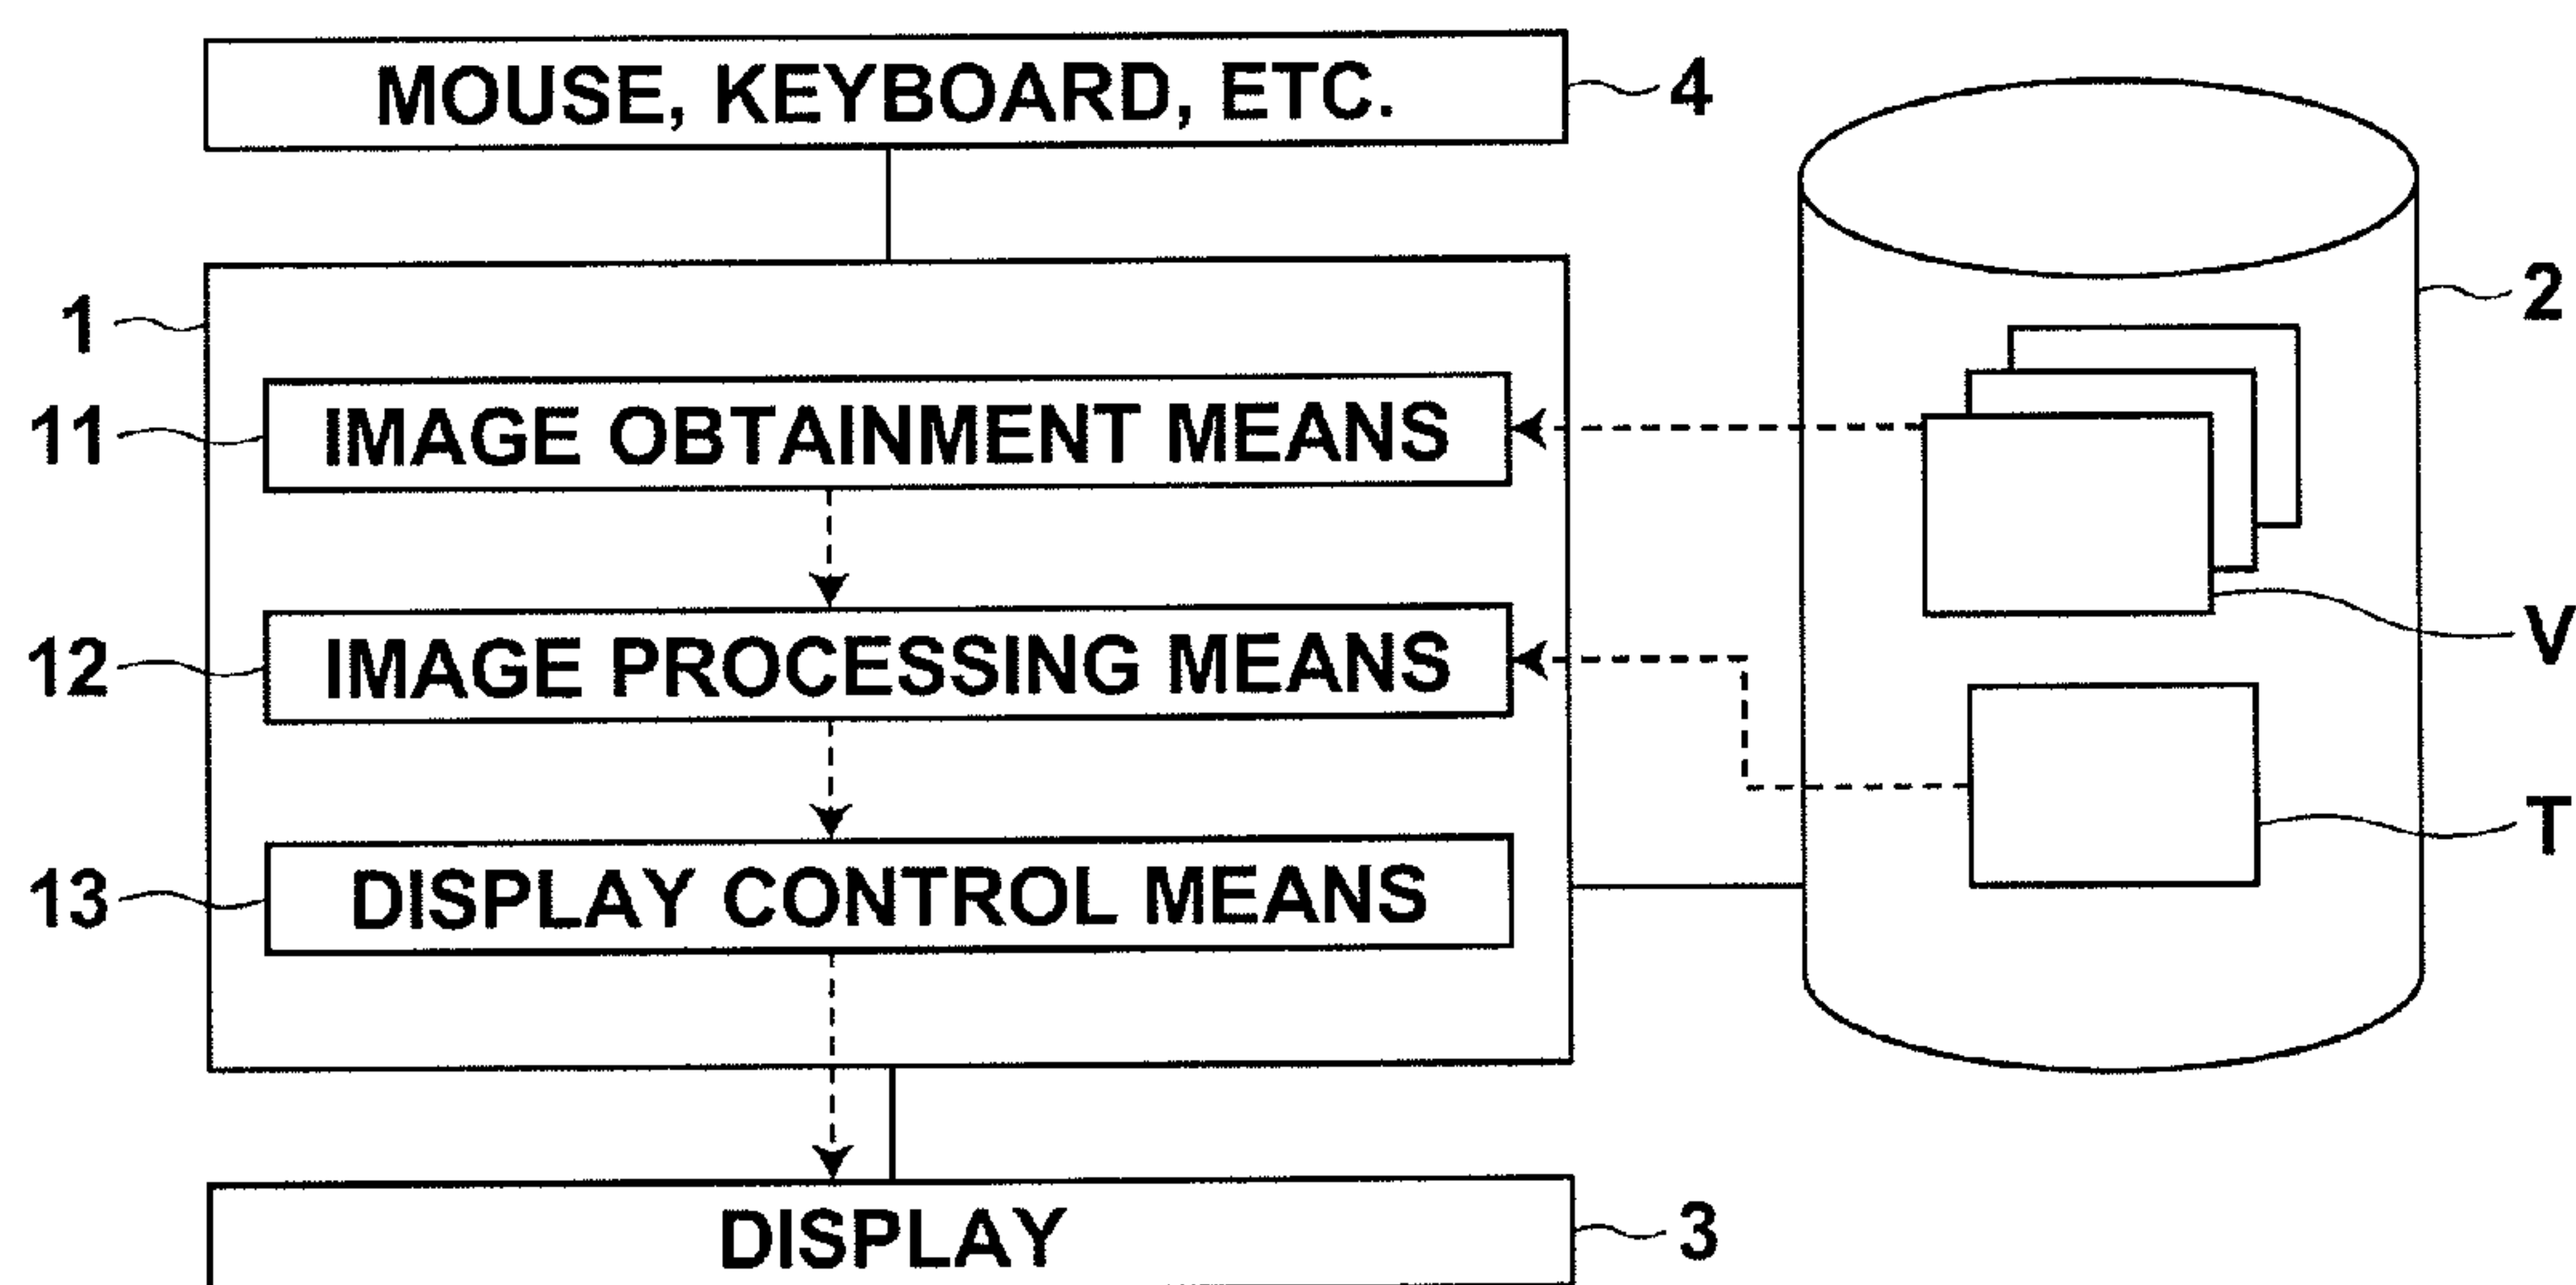 MOUSE, KEYBOARD, ETC. 4
2
1
11 IMAGE OBTAINMENT MEANS
V
12 IMAGE PROCESSING MEANS
T
13 DISPLAY CONTROL MEANS
DISPLAY 3